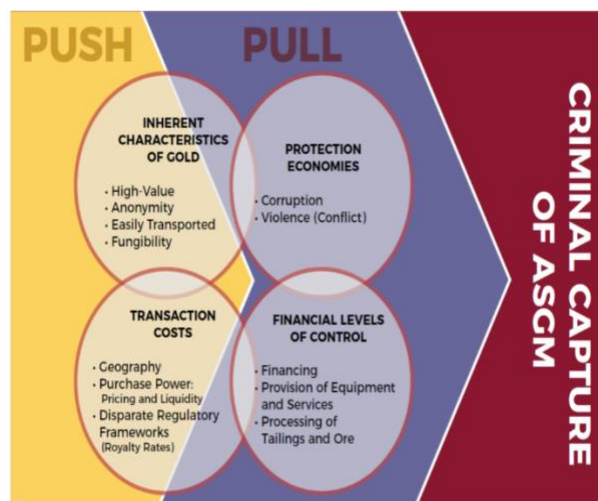 PUSH
PULL
INHERENT
CHARACTERISTICS
OF GOLD
• High-Value
• Anonymity
• Easily Transported
• Fungibility
PROTECTION
ECONOMIES
• Corruption
• Violence (Conflict)
TRANSACTION
COSTS
• Geography
• Purchase Power:
Pricing and Liquidity
• Disparate Regulatory
Frameworks
(Royalty Rates)
FINANCIAL LEVELS
OF CONTROL
• Financing
• Provision of Equipment
and Services
• Processing of
Tailings and Ore
CRIMINAL CAPTURE
OF ASGM